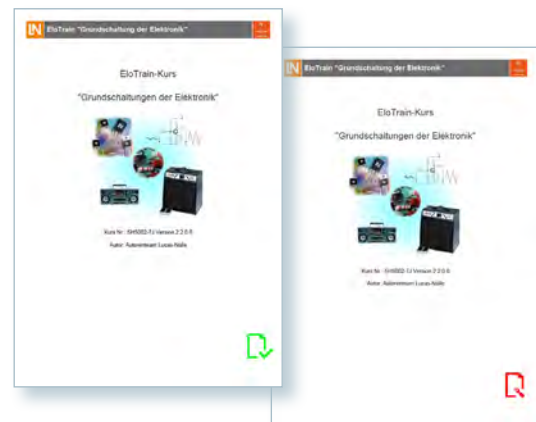 LN EloTrain "Grundschaltung der Elektronik"
EloTrain-Kurs
"Grundschaltungen der Elektronik"
Autor: Autorenteam Lucas-Nülle
LN EloTrain "Grundschaltung der Elektronik"
EloTrain-Kurs
"Grundschaltungen der Elektronik"
Autor: Autorenteam Lucas-Nülle